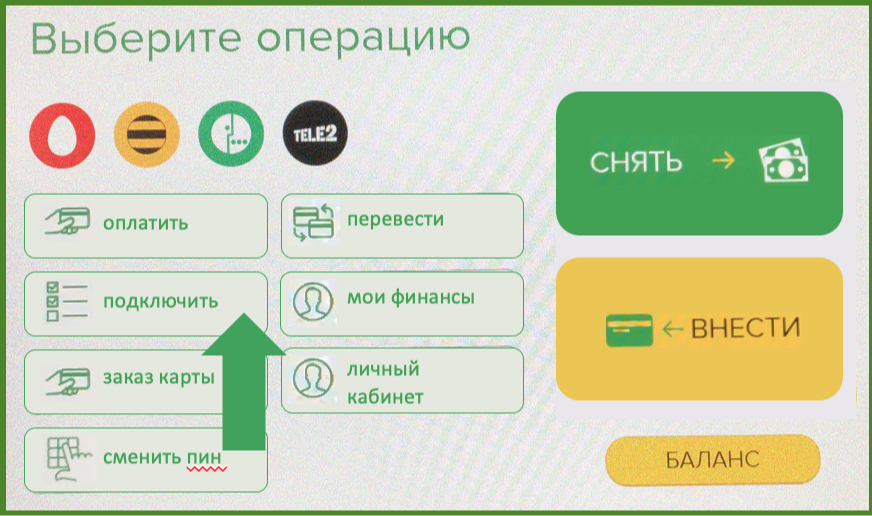 Выберите операцию
TELE2
СНЯТЬ
оплатить
перевести
подключить
мои финансы
ВНЕСТИ
заказ карты
личный
кабинет
сменить пин
БАЛАНС